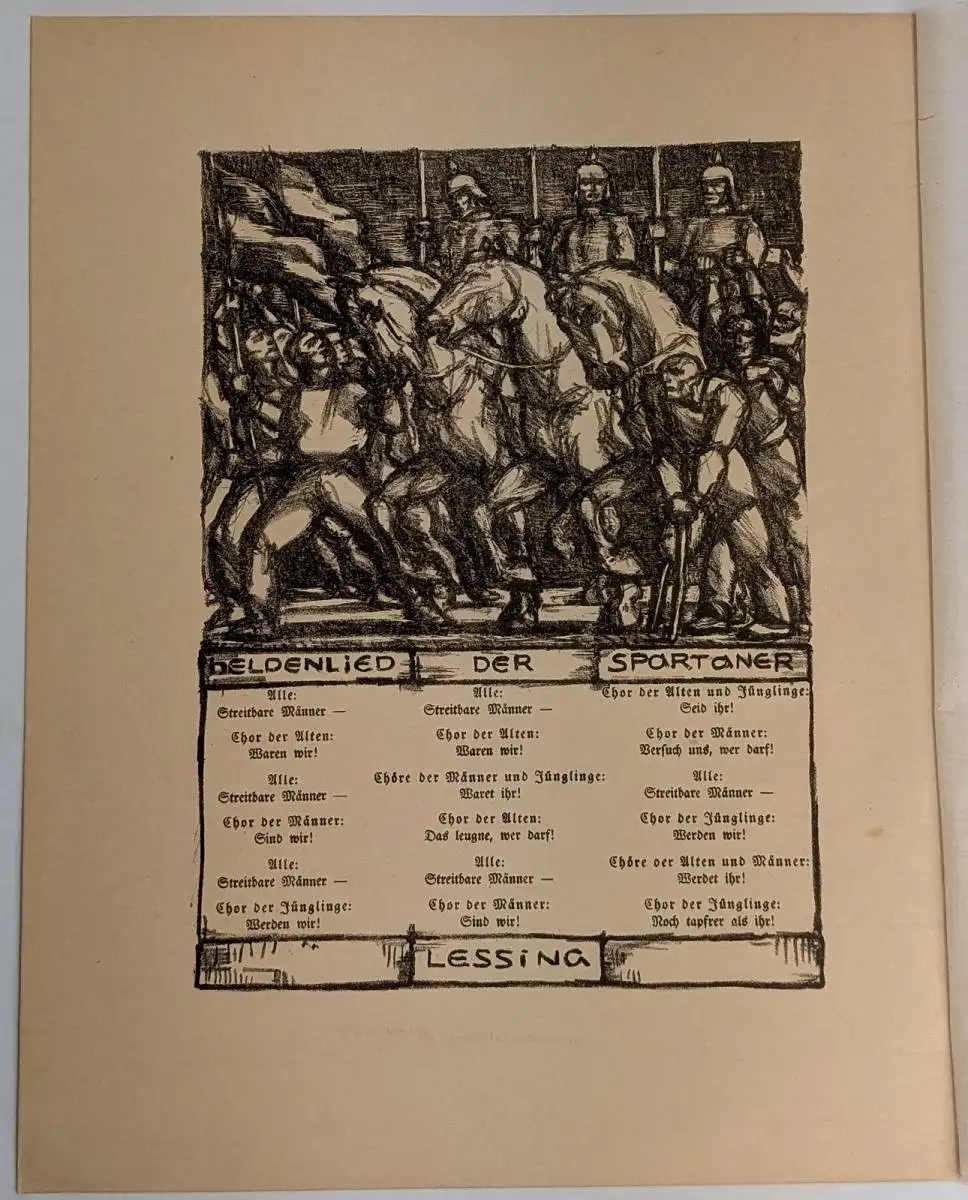 hELDENLiED DER SPARTANER
Alle:
Streitbare Männer —
Chor der Alten:
Waren wir!
Alle:
Streitbare Männer —
Chor der Männer:
Sind wir!
Alle:
Streitbare Männer —
Chor der Jünglinge:
Werden wir!
Alle:
Streitbare Männer —
Chor der Alten:
Waren wir!
Chöre der Männer und Jünglinge:
Waret ihr!
Chor der Alten:
Das leugne, wer darf!
Alle:
Streitbare Männer —
Chor der Männer:
Sind wir!
Chor der Alten und Jünglinge:
Seid ihr!
Chor der Männer:
Versuch uns, wer darf!
Alle:
Streitbare Männer —
Chor der Jünglinge:
Werden wir!
Chöre der Alten und Männer:
Werdet ihr!
Chor der Jünglinge:
Noch tapfrer als ihr!
LESSiNG